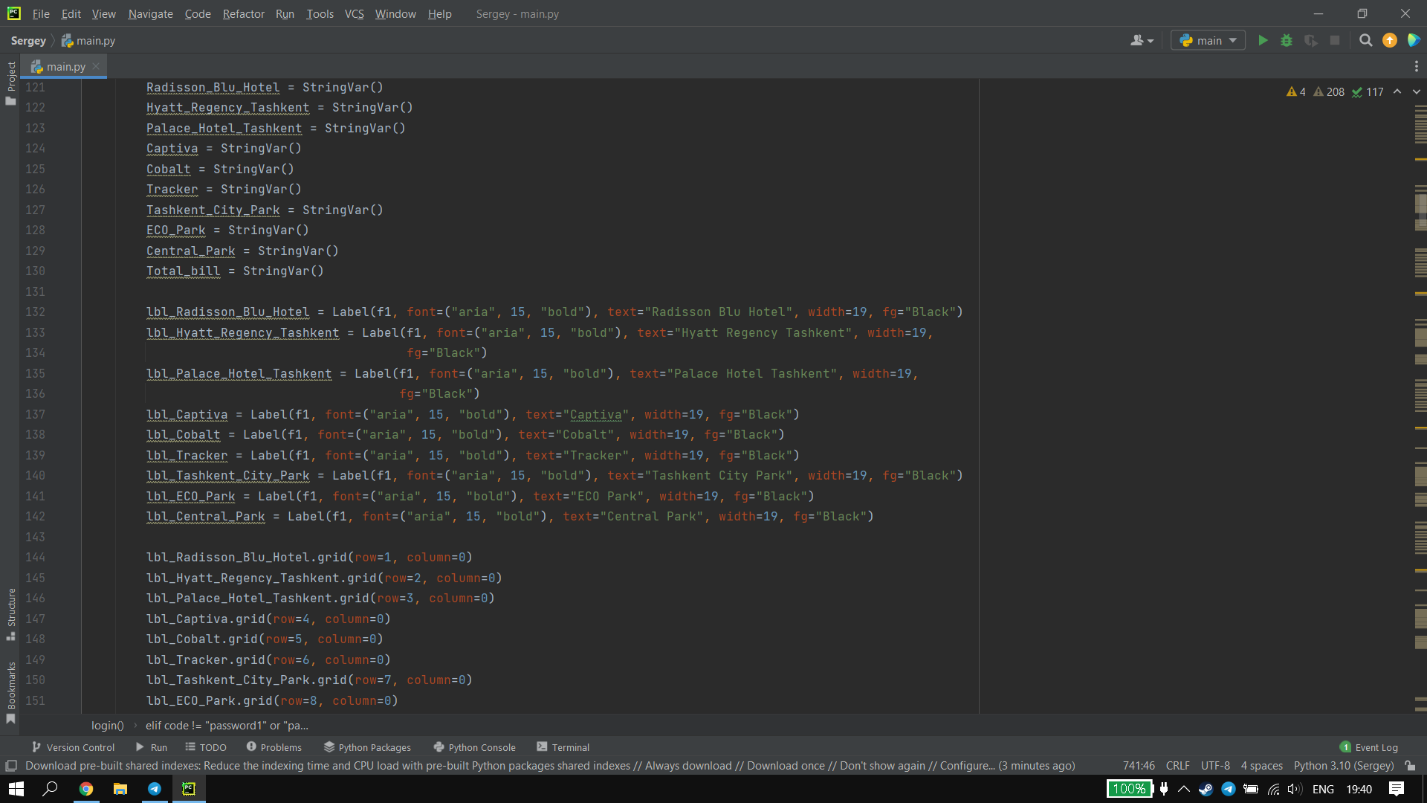 File Edit View Navigate Code Refactor Run Tools VCS Window Help Sergey - main.py
Sergey main.py main
Project main.py
4 208 117
121 Radisson_Blu_Hotel = StringVar()
122 Hyatt_Regency_Tashkent = StringVar()
123 Palace_Hotel_Tashkent = StringVar()
124 Captiva = StringVar()
125 Cobalt = StringVar()
126 Tracker = StringVar()
127 Tashkent_City_Park = StringVar()
128 ECO_Park = StringVar()
129 Central_Park = StringVar()
130 Total_bill = StringVar()
131
132 lbl_Radisson_Blu_Hotel = Label(f1, font=("aria", 15, "bold"), text="Radisson Blu Hotel", width=19, fg="Black")
133 lbl_Hyatt_Regency_Tashkent = Label(f1, font=("aria", 15, "bold"), text="Hyatt Regency Tashkent", width=19,
134 fg="Black")
135 lbl_Palace_Hotel_Tashkent = Label(f1, font=("aria", 15, "bold"), text="Palace Hotel Tashkent", width=19,
136 fg="Black")
137 lbl_Captiva = Label(f1, font=("aria", 15, "bold"), text="Captiva", width=19, fg="Black")
138 lbl_Cobalt = Label(f1, font=("aria", 15, "bold"), text="Cobalt", width=19, fg="Black")
139 lbl_Tracker = Label(f1, font=("aria", 15, "bold"), text="Tracker", width=19, fg="Black")
140 lbl_Tashkent_City_Park = Label(f1, font=("aria", 15, "bold"), text="Tashkent City Park", width=19, fg="Black")
141 lbl_ECO_Park = Label(f1, font=("aria", 15, "bold"), text="ECO Park", width=19, fg="Black")
142 lbl_Central_Park = Label(f1, font=("aria", 15, "bold"), text="Central Park", width=19, fg="Black")
143
144 lbl_Radisson_Blu_Hotel.grid(row=1, column=0)
145 lbl_Hyatt_Regency_Tashkent.grid(row=2, column=0)
146 lbl_Palace_Hotel_Tashkent.grid(row=3, column=0)
147 lbl_Captiva.grid(row=4, column=0)
148 lbl_Cobalt.grid(row=5, column=0)
149 lbl_Tracker.grid(row=6, column=0)
150 lbl_Tashkent_City_Park.grid(row=7, column=0)
151 lbl_ECO_Park.grid(row=8, column=0)
Structure
Bookmarks
login() elif code != "password1" or "pa...
Version Control Run TODO Problems Python Packages Python Console Terminal 1 Event Log
Download pre-built shared indexes: Reduce the indexing time and CPU load with pre-built Python packages shared indexes // Always download // Download once // Don't show again // Configure... (3 minutes ago) 741:46 CRLF UTF-8 4 spaces Python 3.10 (Sergey)
PC 100% ENG 19:40